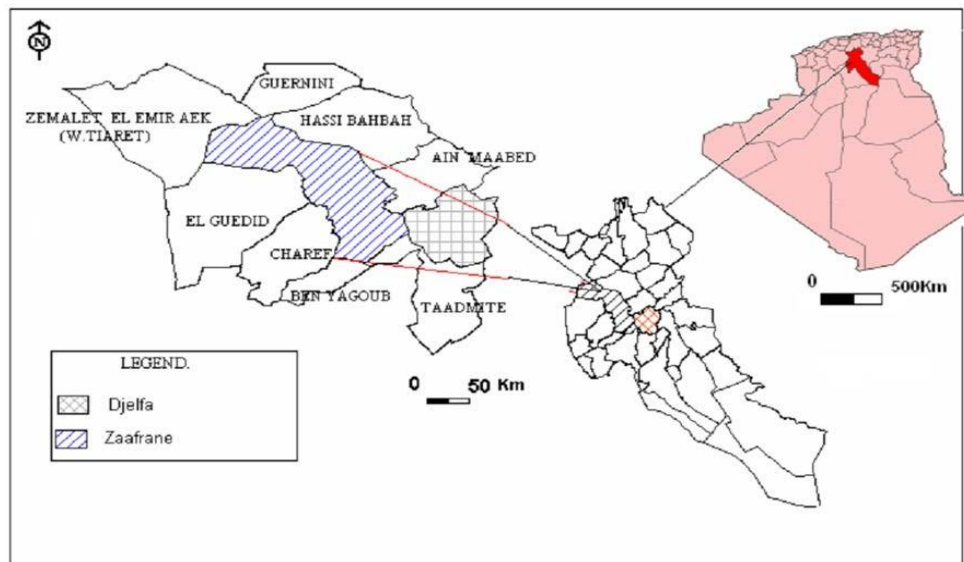 N
GUERNINI
ZEMALET EL EMIR AEK
(W.TIARET)
HASSI BAHBAH
AIN MAABED
EL GUEDID
CHAREF
BEN YAGOUB
TAADMITE
0 500Km
0 50 Km
LEGEND.
Djelfa
Zaafrane